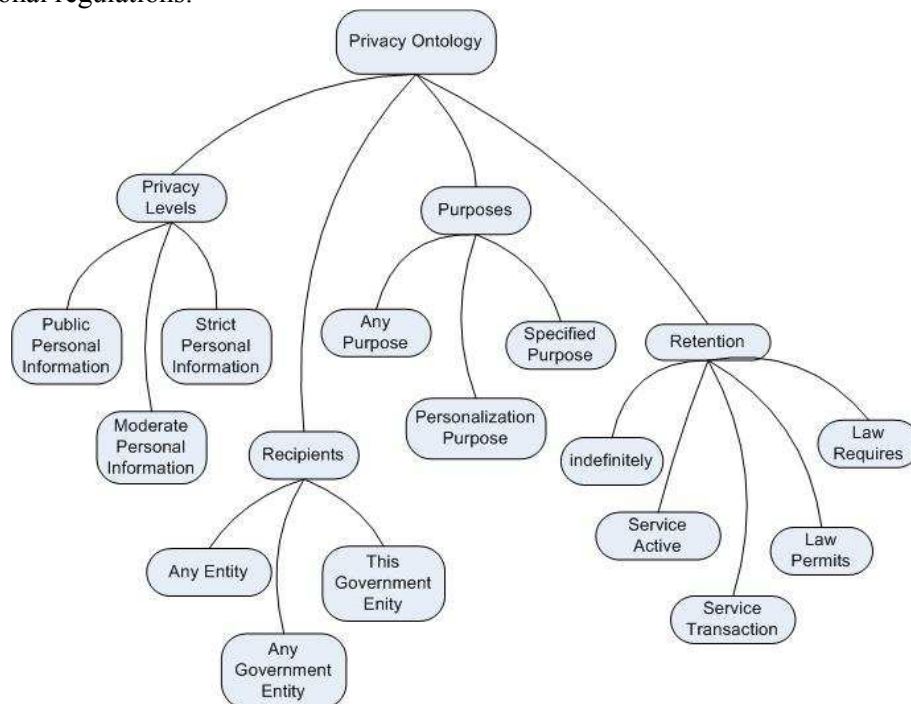 onal regulations.
Privacy Ontology
Privacy
Levels
Purposes
Public
Personal
Information
Strict
Personal
Information
Any
Purpose
Specified
Purpose
Retention
Moderate
Personal
Information
Personalization
Purpose
Recipients
indefinitely
Law
Requires
Service
Active
Law
Permits
Any Entity
This
Government
Enity
Service
Transaction
Any
Government
Entity